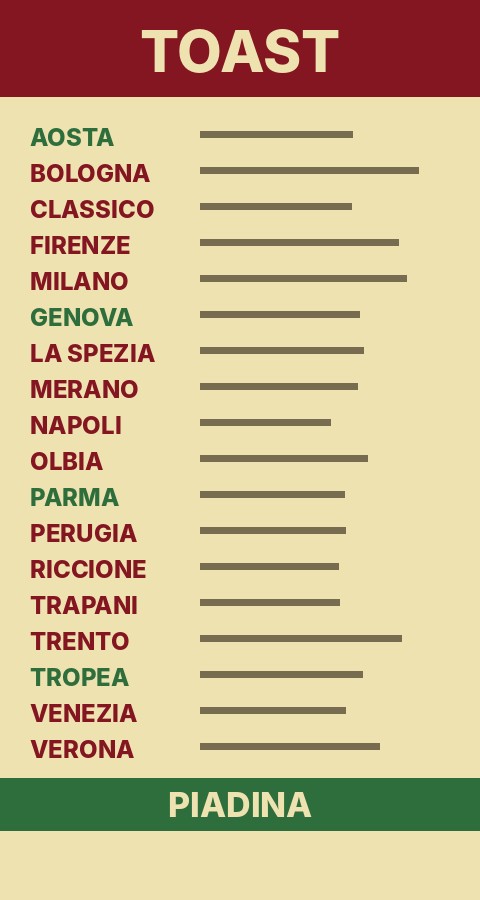 TOAST
AOSTA
BOLOGNA
CLASSICO
FIRENZE
MILANO
GENOVA
LA SPEZIA
MERANO
NAPOLI
OLBIA
PARMA
PERUGIA
RICCIONE
TRAPANI
TRENTO
TROPEA
VENEZIA
VERONA
PIADINA